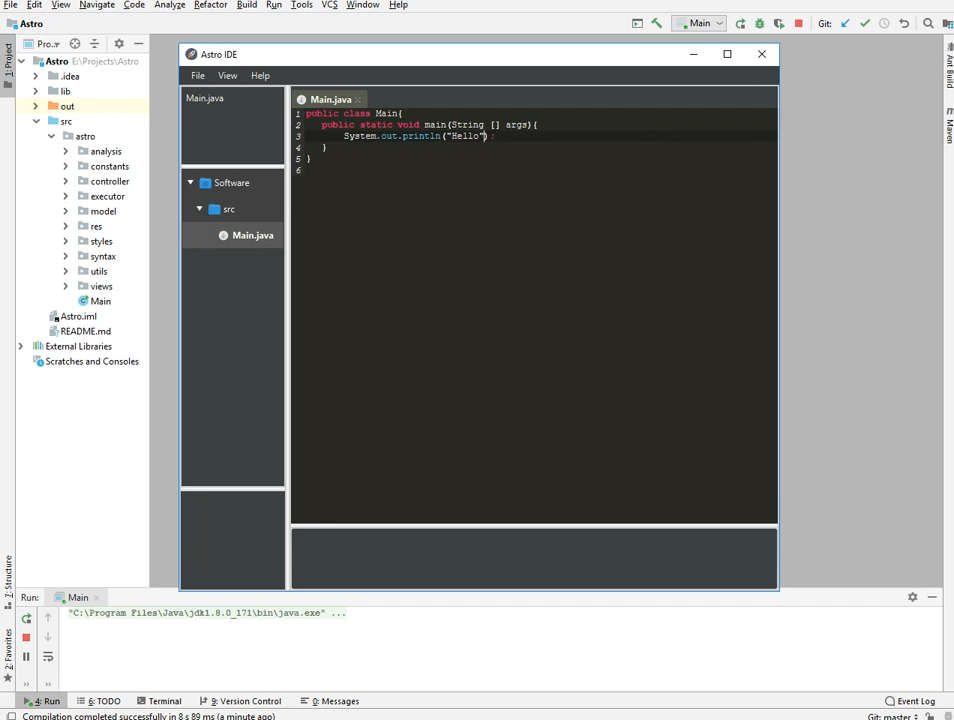 File Edit View Navigate Code Analyze Refactor Build Run Tools VCS Window Help
Astro
Main
Git:
1: Project
Pro...
Astro E:\Projects\Astro
.idea
lib
out
src
astro
analysis
constants
controller
executor
model
res
styles
syntax
utils
views
Main
Astro.iml
README.md
External Libraries
Scratches and Consoles
Astro IDE
File View Help
Main.java
Software
src
Main.java
Main.java
1 public class Main{
2 public static void main(String [] args){
3 System.out.println("Hello");
4 }
5 }
6
Ant Build
Maven
Z: Structure
2: Favorites
Run: Main
"C:\Program Files\Java\jdk1.8.0_171\bin\java.exe" ...
4: Run 6: TODO Terminal 9: Version Control 0: Messages Event Log
Compilation completed successfully in 8 s 89 ms (a minute ago) Git: master